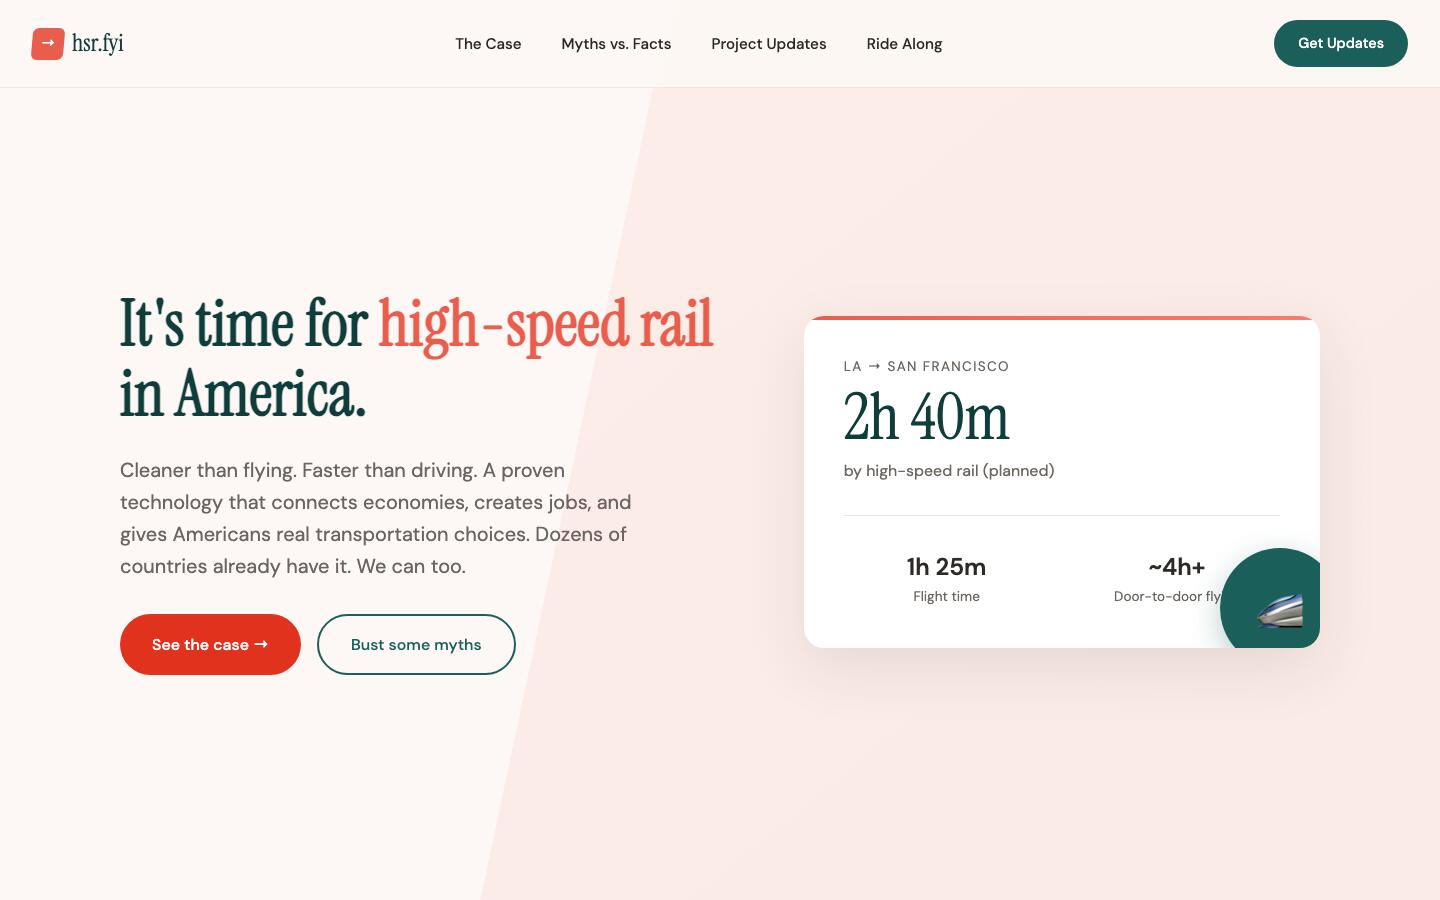 → hsr.fyi
The Case
Myths vs. Facts
Project Updates
Ride Along
Get Updates
It's time for high-speed rail
in America.
Cleaner than flying. Faster than driving. A proven
technology that connects economies, creates jobs, and
gives Americans real transportation choices. Dozens of
countries already have it. We can too.
See the case →
Bust some myths
LA → SAN FRANCISCO
2h 40m
by high-speed rail (planned)
1h 25m
Flight time
~4h+
Door-to-door fly